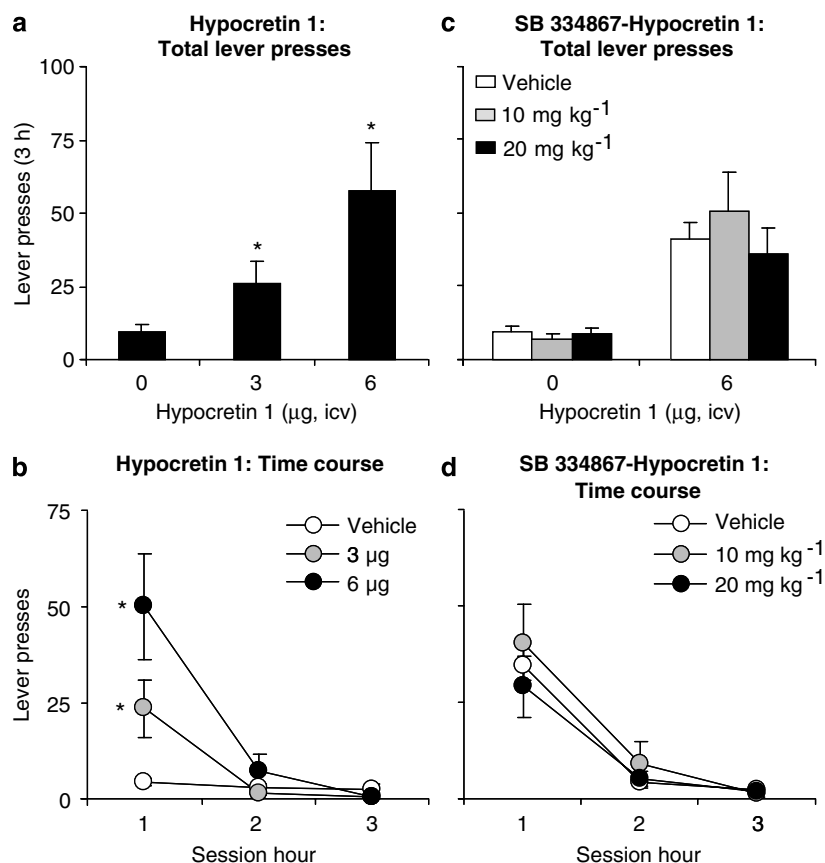 a
Hypocretin 1:
Total lever presses
100
75
50
25
0
Lever presses (3 h)
*
*
0
3
6
Hypocretin 1 (μg, icv)
c
SB 334867-Hypocretin 1:
Total lever presses
Vehicle
10 mg kg⁻¹
20 mg kg⁻¹
0
6
Hypocretin 1 (μg, icv)
b
Hypocretin 1: Time course
75
50
25
0
Lever presses
Vehicle
3 μg
6 μg
*
*
1
2
3
Session hour
d
SB 334867-Hypocretin 1:
Time course
Vehicle
10 mg kg⁻¹
20 mg kg⁻¹
1
2
3
Session hour